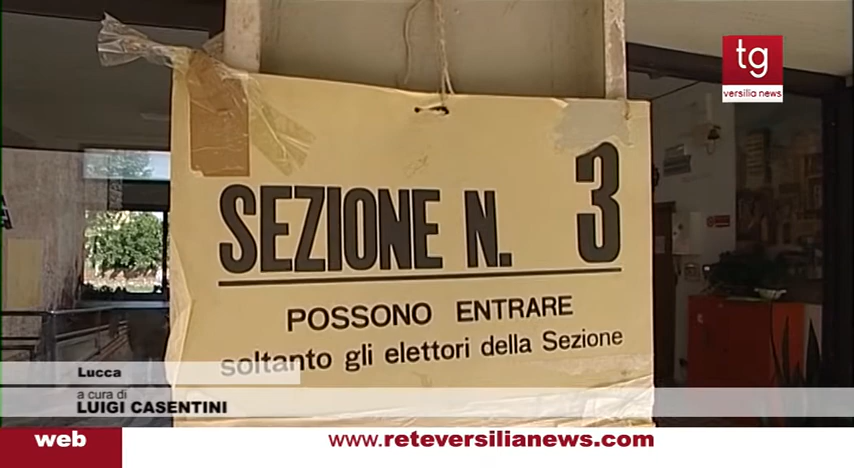 tg
versilia news
SEZIONE N. 3
POSSONO ENTRARE
soltanto gli elettori della Sezione
Lucca
a cura di
LUIGI CASENTINI
web
www.reteversilianews.com